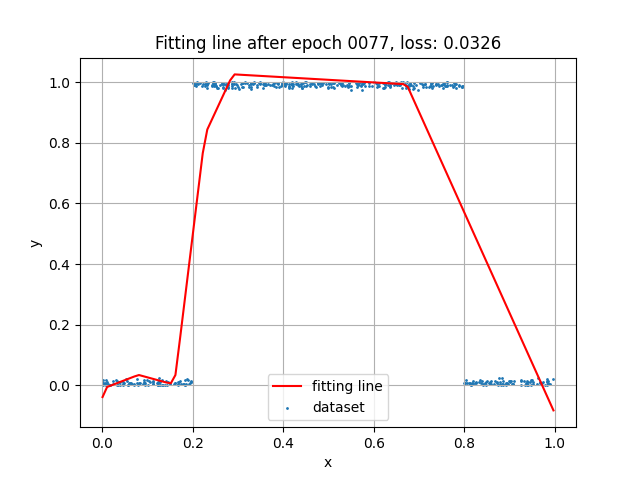 Fitting line after epoch 0077, loss: 0.0326
1.0
0.8
0.6
0.4
0.2
0.0
y
fitting line
dataset
0.0 0.2 0.4 0.6 0.8 1.0
x